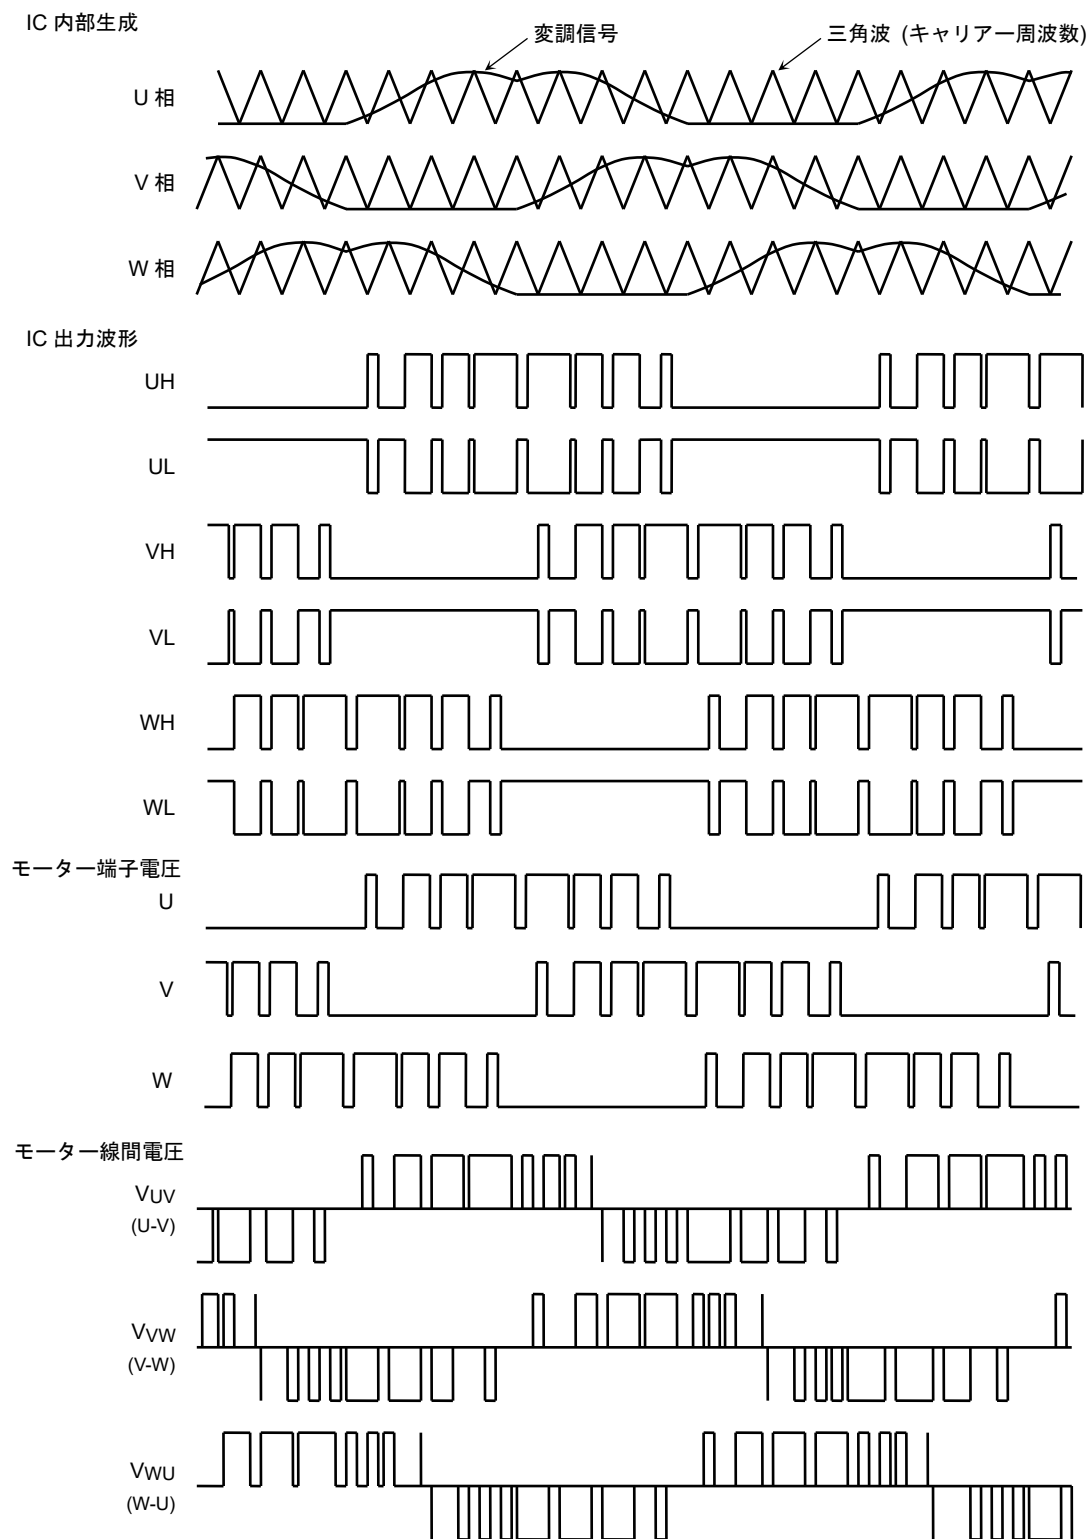 IC 内部生成
変調信号
三角波 (キャリアー周波数)
U 相
V 相
W 相
IC 出力波形
UH
UL
VH
VL
WH
WL
モーター端子電圧
U
V
W
モーター線間電圧
VUV
(U-V)
VVW
(V-W)
VWU
(W-U)